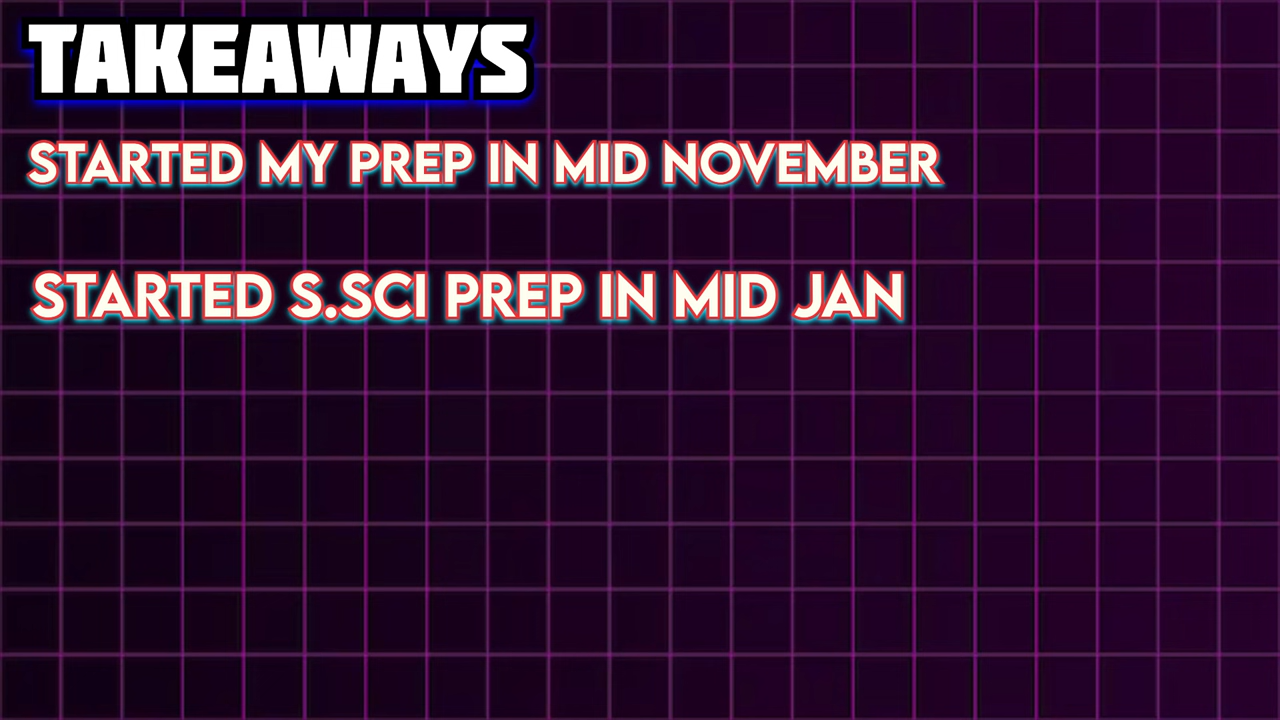 TAKEAWAYS
STARTED MY PREP IN MID NOVEMBER
STARTED S.SCI PREP IN MID JAN